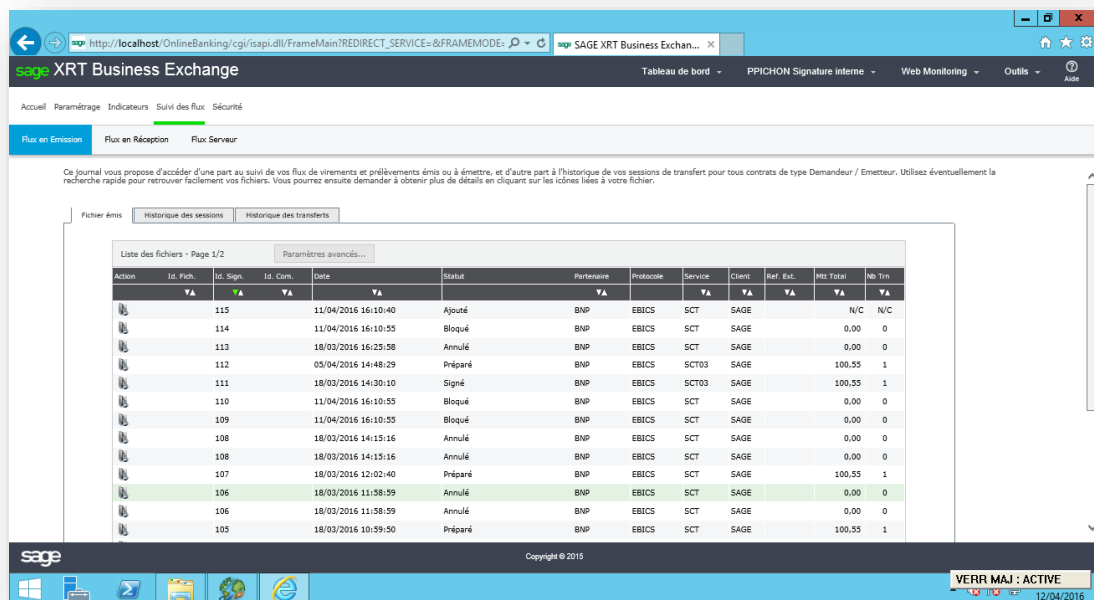 http://localhost/OnlineBanking/cgi/isapi.dll/FrameMain?REDIRECT_SERVICE=&FRAMEMODE=
sage SAGE XRT Business Exchan... ×
sage XRT Business Exchange
Tableau de bord PPICHON Signature interne Web Monitoring Outils Aide
Accueil Paramétrage Indicateurs Suivi des flux Sécurité
Flux en Emission Flux en Réception Flux Serveur
Ce journal vous propose d'accéder d'une part au suivi de vos flux de virements et prélèvements émis ou à émettre, et d'autre part à l'historique de vos sessions de transfert pour tous contrats de type Demandeur / Emetteur. Utilisez éventuellement la
recherche rapide pour retrouver facilement vos fichiers. Vous pourrez ensuite demander à obtenir plus de détails en cliquant sur les icônes liées à votre fichier.
Fichier émis Historique des sessions Historique des transferts
Liste des fichiers - Page 1/2 Paramètres avancés...
Action Id. Fich. Id. Sign. Id. Com. Date Statut Partenaire Protocole Service Client Ref. Ext. Mtt Total Nb Trn
115 11/04/2016 16:10:40 Ajouté BNP EBICS SCT SAGE N/C N/C
114 11/04/2016 16:10:55 Bloqué BNP EBICS SCT SAGE 0,00 0
113 18/03/2016 16:25:58 Annulé BNP EBICS SCT SAGE 0,00 0
112 05/04/2016 14:48:29 Préparé BNP EBICS SCT03 SAGE 100,55 1
111 18/03/2016 14:30:10 Signé BNP EBICS SCT03 SAGE 100,55 1
110 11/04/2016 16:10:55 Bloqué BNP EBICS SCT SAGE 0,00 0
109 11/04/2016 16:10:55 Bloqué BNP EBICS SCT SAGE 0,00 0
108 18/03/2016 14:15:16 Annulé BNP EBICS SCT SAGE 0,00 0
108 18/03/2016 14:15:16 Annulé BNP EBICS SCT SAGE 0,00 0
107 18/03/2016 12:02:40 Préparé BNP EBICS SCT SAGE 100,55 1
106 18/03/2016 11:58:59 Annulé BNP EBICS SCT SAGE 0,00 0
106 18/03/2016 11:58:59 Annulé BNP EBICS SCT SAGE 0,00 0
105 18/03/2016 10:59:50 Préparé BNP EBICS SCT SAGE 100,55 1
sage Copyright © 2015
VERR MAJ : ACTIVE
12/04/2016